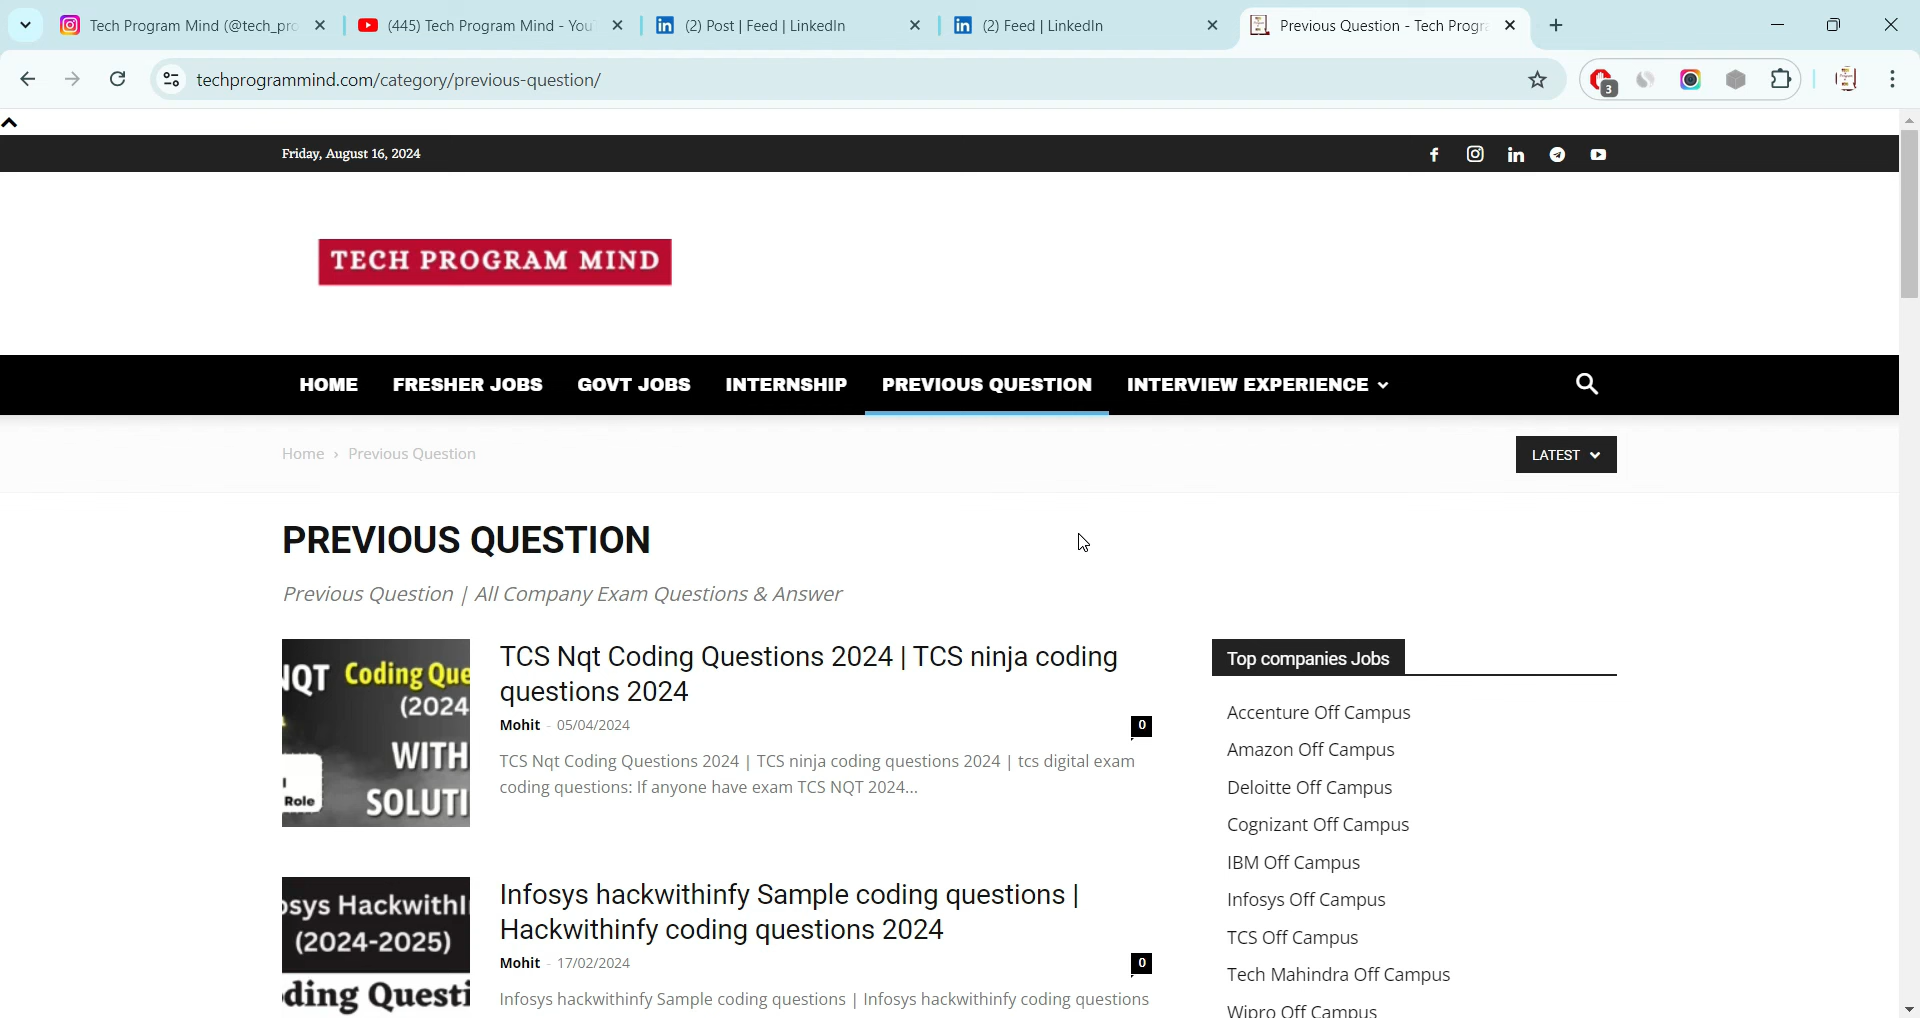 Tech Program Mind (@tech_pro
(445) Tech Program Mind - You
(2) Post | Feed | LinkedIn
(2) Feed | LinkedIn
Previous Question - Tech Progra
techprogrammind.com/category/previous-question/
3
Friday, August 16, 2024
TECH PROGRAM MIND
HOME FRESHER JOBS GOVT JOBS INTERNSHIP PREVIOUS QUESTION INTERVIEW EXPERIENCE
Home › Previous Question
LATEST
PREVIOUS QUESTION
Previous Question | All Company Exam Questions & Answer
NQT Coding Que
(2024
WITH
SOLUTI
Role
TCS Nqt Coding Questions 2024 | TCS ninja coding
questions 2024
Mohit - 05/04/2024
0
TCS Nqt Coding Questions 2024 | TCS ninja coding questions 2024 | tcs digital exam
coding questions: If anyone have exam TCS NQT 2024...
osys HackwithI
(2024-2025)
ding Questi
Infosys hackwithinfy Sample coding questions |
Hackwithinfy coding questions 2024
Mohit - 17/02/2024
0
Infosys hackwithinfy Sample coding questions | Infosys hackwithinfy coding questions
Top companies Jobs
Accenture Off Campus
Amazon Off Campus
Deloitte Off Campus
Cognizant Off Campus
IBM Off Campus
Infosys Off Campus
TCS Off Campus
Tech Mahindra Off Campus
Wipro Off Campus